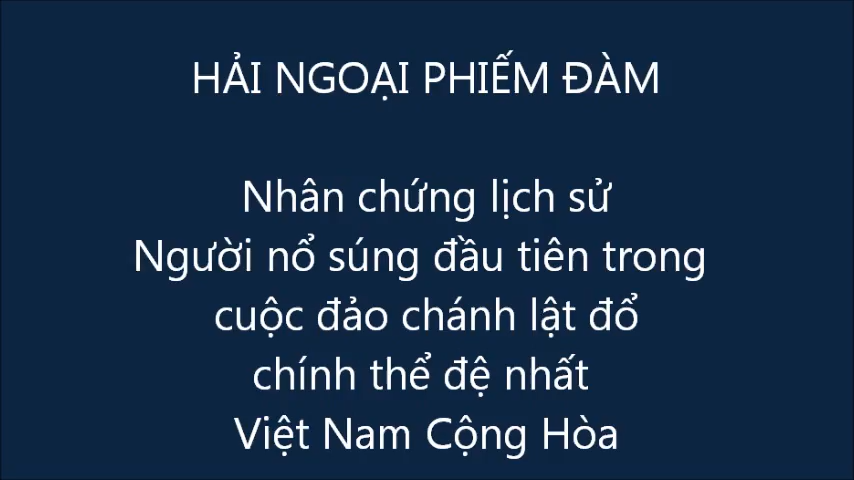 HẢI NGOẠI PHIẾM ĐÀM
Nhân chứng lịch sử
Người nổ súng đầu tiên trong
cuộc đảo chánh lật đổ
chính thể đệ nhất
Việt Nam Cộng Hòa